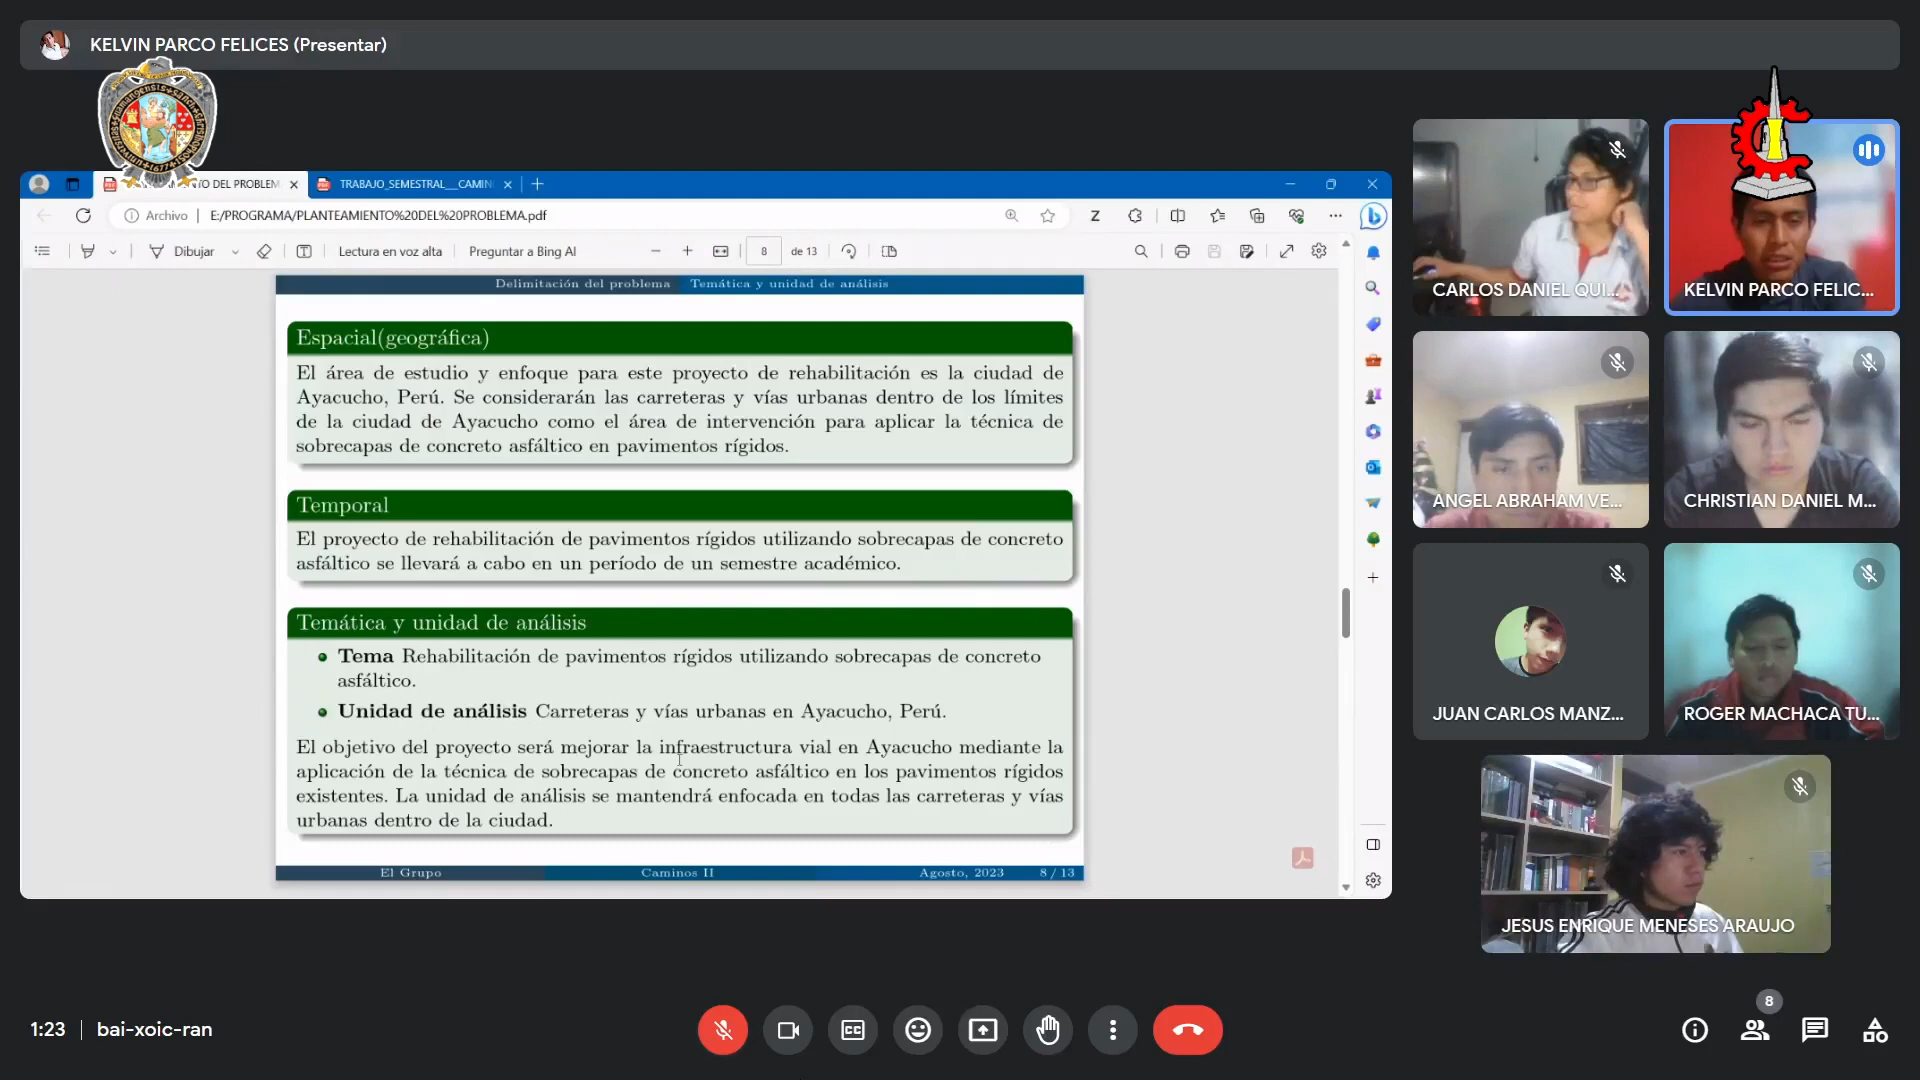 KELVIN PARCO FELICES (Presentar)
TO DEL PROBLEM
TRABAJO_SEMESTRAL__CAMIN
Archivo
E:/PROGRAMA/PLANTEAMIENTO%20DEL%20PROBLEMA.pdf
Dibujar
Lectura en voz alta
Preguntar a Bing AI
8
de 13
Delimitación del problema
Temática y unidad de análisis
Espacial(geográfica)
El área de estudio y enfoque para este proyecto de rehabilitación es la ciudad de
Ayacucho, Perú. Se considerarán las carreteras y vías urbanas dentro de los límites
de la ciudad de Ayacucho como el área de intervención para aplicar la técnica de
sobrecapas de concreto asfáltico en pavimentos rígidos.
Temporal
El proyecto de rehabilitación de pavimentos rígidos utilizando sobrecapas de concreto
asfáltico se llevará a cabo en un período de un semestre académico.
Temática y unidad de análisis
Tema Rehabilitación de pavimentos rígidos utilizando sobrecapas de concreto
asfáltico.
Unidad de análisis Carreteras y vías urbanas en Ayacucho, Perú.
El objetivo del proyecto será mejorar la infraestructura vial en Ayacucho mediante la
aplicación de la técnica de sobrecapas de concreto asfáltico en los pavimentos rígidos
existentes. La unidad de análisis se mantendrá enfocada en todas las carreteras y vías
urbanas dentro de la ciudad.
El Grupo
Caminos II
Agosto, 2023
8 / 13
CARLOS DANIEL QUI...
KELVIN PARCO FELIC...
ANGEL ABRAHAM VE...
CHRISTIAN DANIEL M...
JUAN CARLOS MANZ...
ROGER MACHACA TU...
JESUS ENRIQUE MENESES ARAUJO
1:23
bai-xoic-ran
8